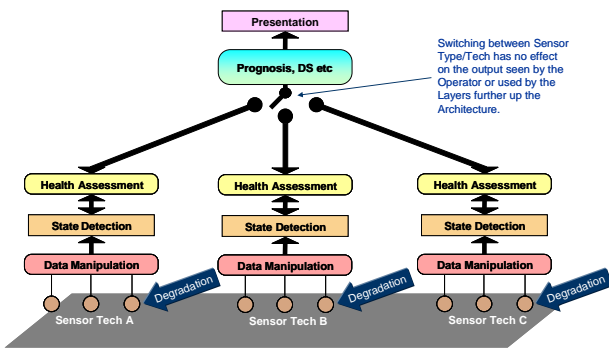 Presentation
Prognosis, DS etc
Switching between Sensor
Type/Tech has no effect
on the output seen by the
Operator or used by the
Layers further up the
Architecture.
Health Assessment
Health Assessment
Health Assessment
State Detection
State Detection
State Detection
Data Manipulation
Data Manipulation
Data Manipulation
Degradation
Degradation
Degradation
Sensor Tech A
Sensor Tech B
Sensor Tech C